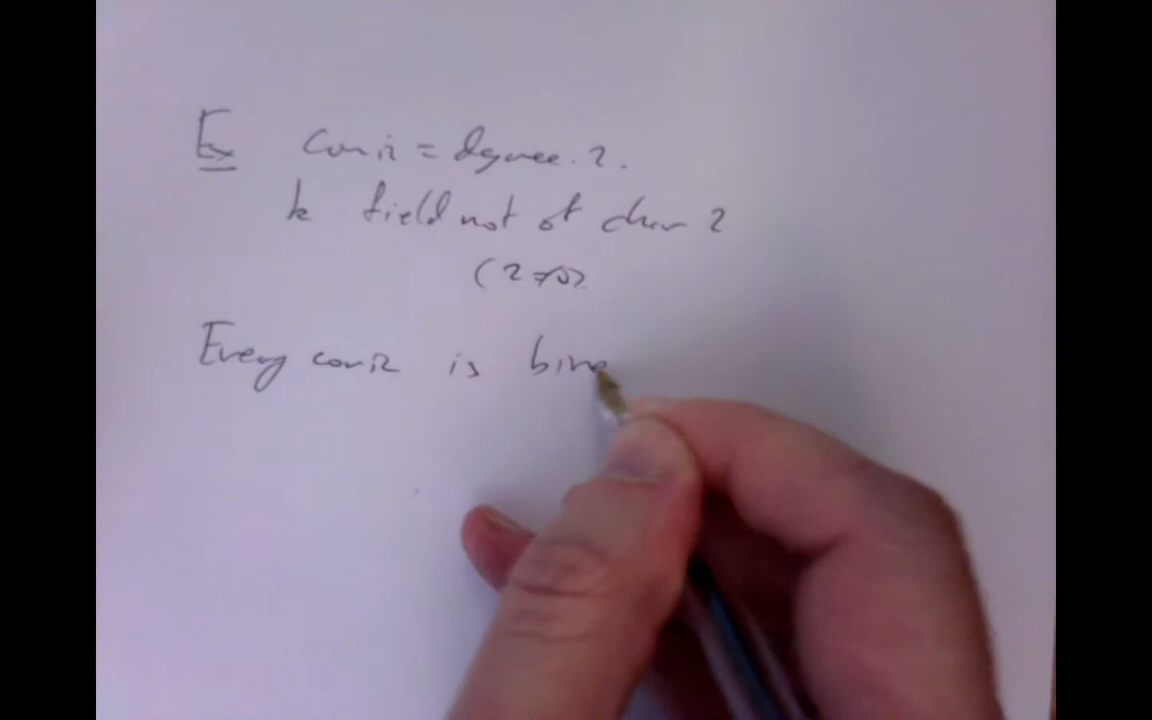 Ex conic = degree 2.
k field not of char 2
(2≠0).
Every conic is bira